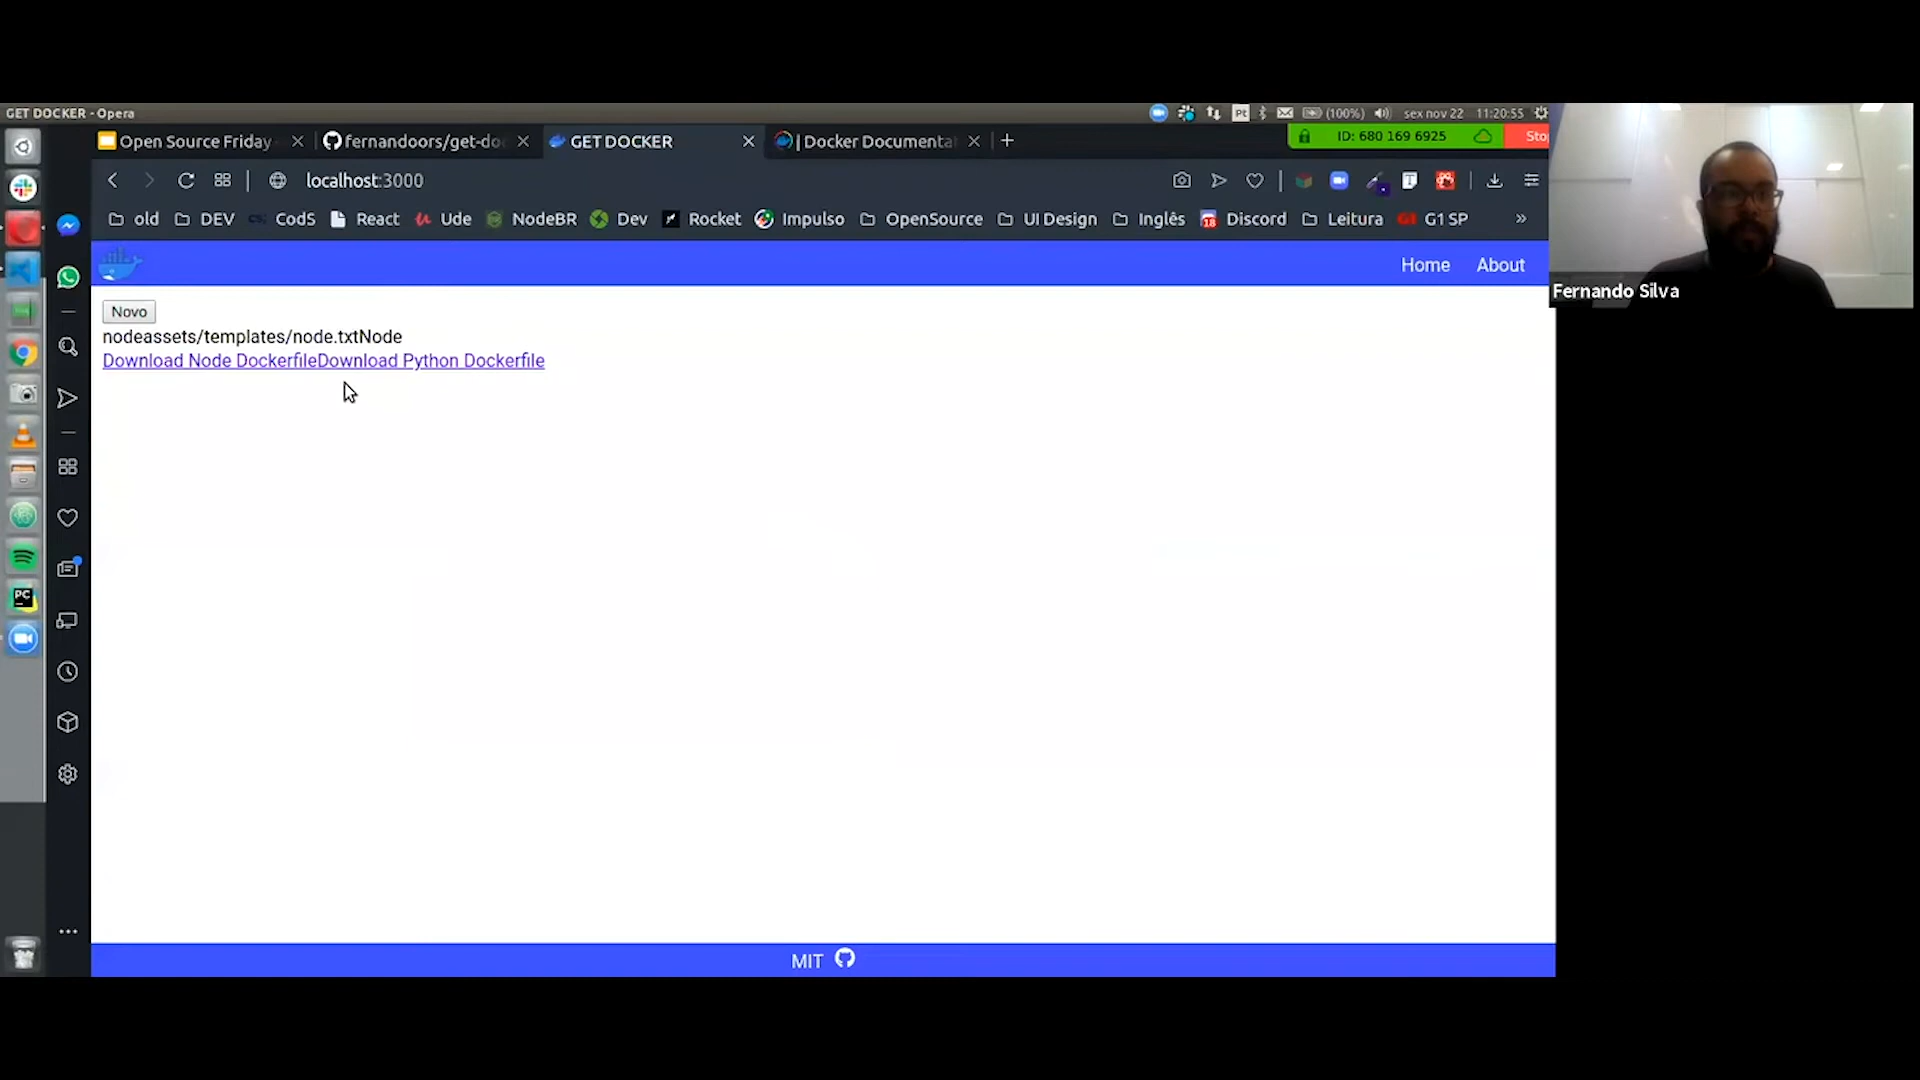 GET DOCKER - Opera
Pt
(100%)
sex nov 22
11:20:55
Open Source Friday
fernandoors/get-do
GET DOCKER
| Docker Documenta
ID: 680 169 6925
Sto
localhost:3000
old
DEV
CodS
React
Ude
NodeBR
Dev
Rocket
Impulso
OpenSource
UI Design
Inglês
Discord
Leitura
G1 SP
Home
About
Fernando Silva
Novo
nodeassets/templates/node.txtNode
Download Node DockerfileDownload Python Dockerfile
PC
MIT